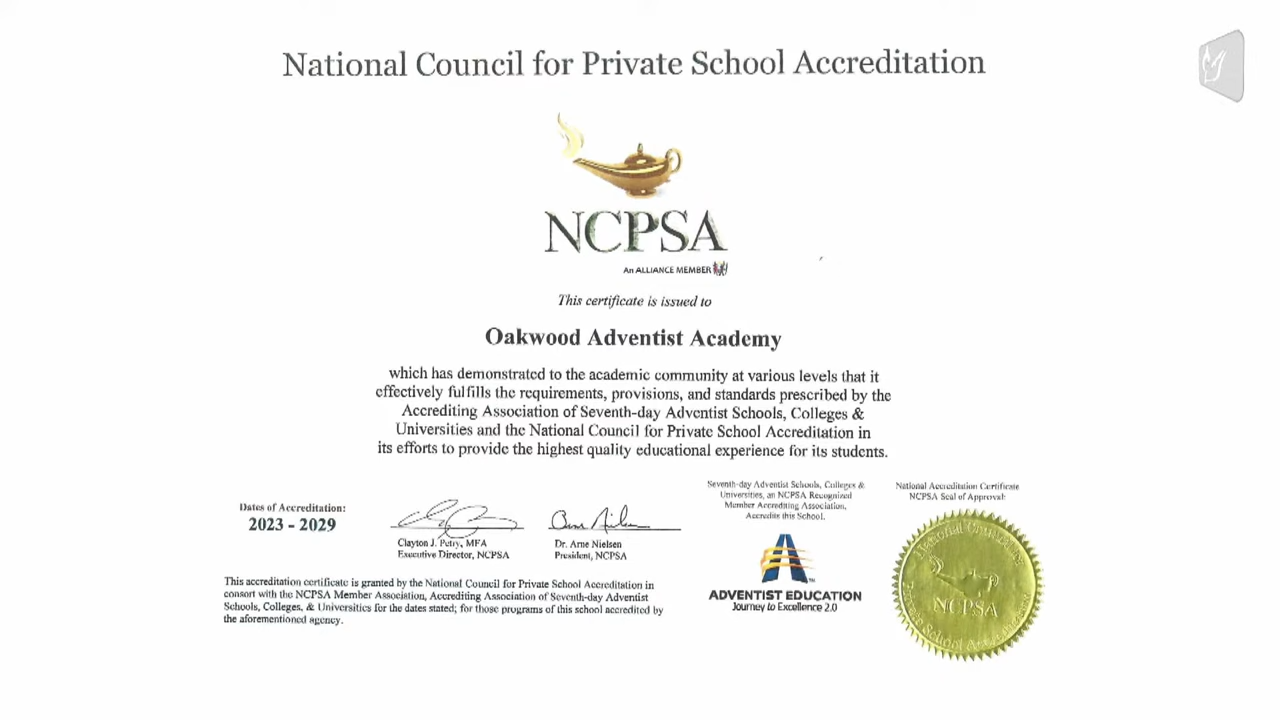 National Council for Private School Accreditation
NCPSA
An ALLIANCE MEMBER
This certificate is issued to
Oakwood Adventist Academy
which has demonstrated to the academic community at various levels that it
effectively fulfills the requirements, provisions, and standards prescribed by the
Accrediting Association of Seventh-day Adventist Schools, Colleges &
Universities and the National Council for Private School Accreditation in
its efforts to provide the highest quality educational experience for its students.
Dates of Accreditation:
2023 - 2029
Clayton J. Petry, MFA
Executive Director, NCPSA
Dr. Arne Nielsen
President, NCPSA
This accreditation certificate is granted by the National Council for Private School Accreditation in
consort with the NCPSA Member Association, Accrediting Association of Seventh-day Adventist
Schools, Colleges, & Universities for the dates stated; for those programs of this school accredited by
the aforementioned agency.
Seventh-day Adventist Schools, Colleges &
Universities, an NCPSA Recognized
Member Accrediting Association,
Accredits this School.
ADVENTIST EDUCATION
Journey to Excellence 2.0
National Accreditation Certificate
NCPSA Seal of Approval:
National Council for
NCPSA
Private School Accreditation